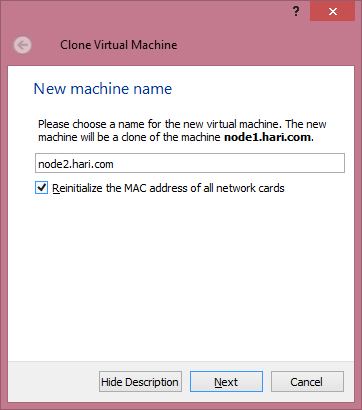 ?
Clone Virtual Machine
New machine name
Please choose a name for the new virtual machine. The new
machine will be a clone of the machine node1.hari.com.
node2.hari.com
Reinitialize the MAC address of all network cards
Hide Description Next Cancel